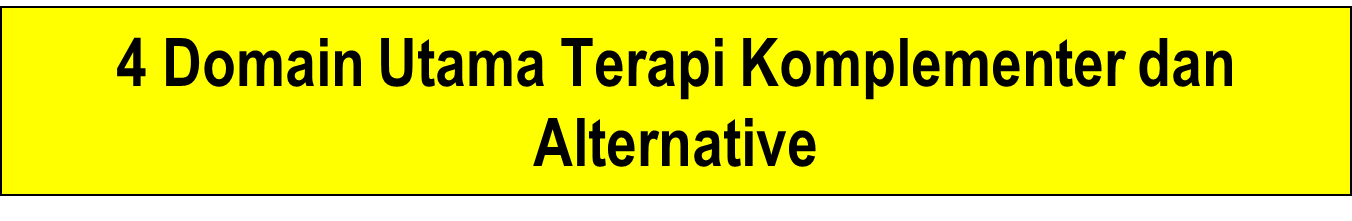 4 Domain Utama Terapi Komplementer dan
Alternative